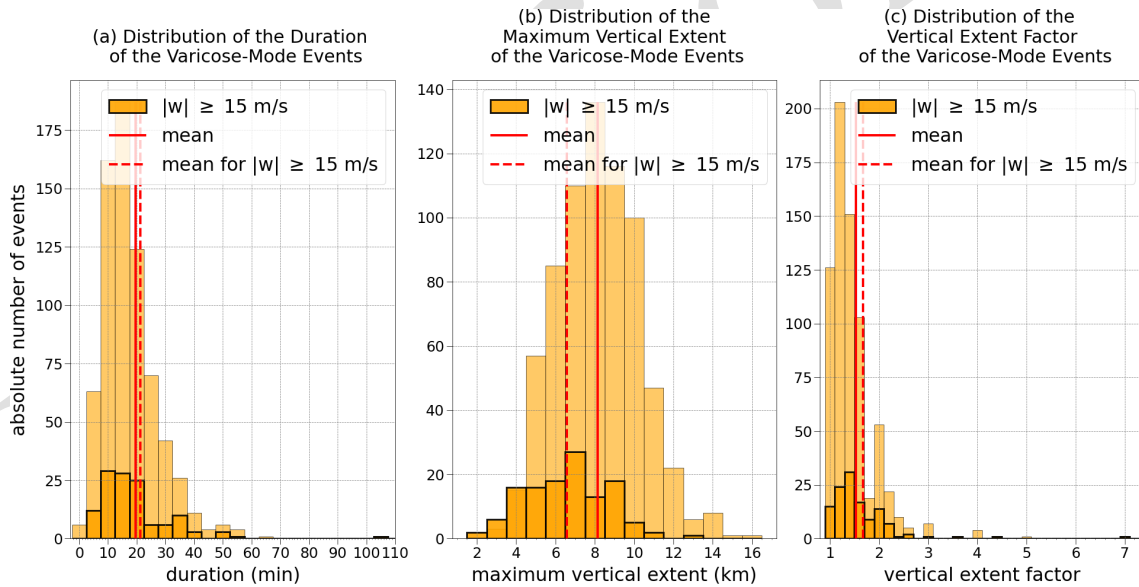 (a) Distribution of the Duration
of the Varicose-Mode Events
(b) Distribution of the
Maximum Vertical Extent
of the Varicose-Mode Events
(c) Distribution of the
Vertical Extent Factor
of the Varicose-Mode Events
absolute number of events
175
150
125
100
75
50
25
0
|w| ≥ 15 m/s
mean
mean for |w| ≥ 15 m/s
0 10 20 30 40 50 60 70 80 90 100 110
duration (min)
140
120
100
80
60
40
20
0
|w| ≥ 15 m/s
mean
mean for |w| ≥ 15 m/s
2 4 6 8 10 12 14 16
maximum vertical extent (km)
200
175
150
125
100
75
50
25
0
|w| ≥ 15 m/s
mean
mean for |w| ≥ 15 m/s
1 2 3 4 5 6 7
vertical extent factor